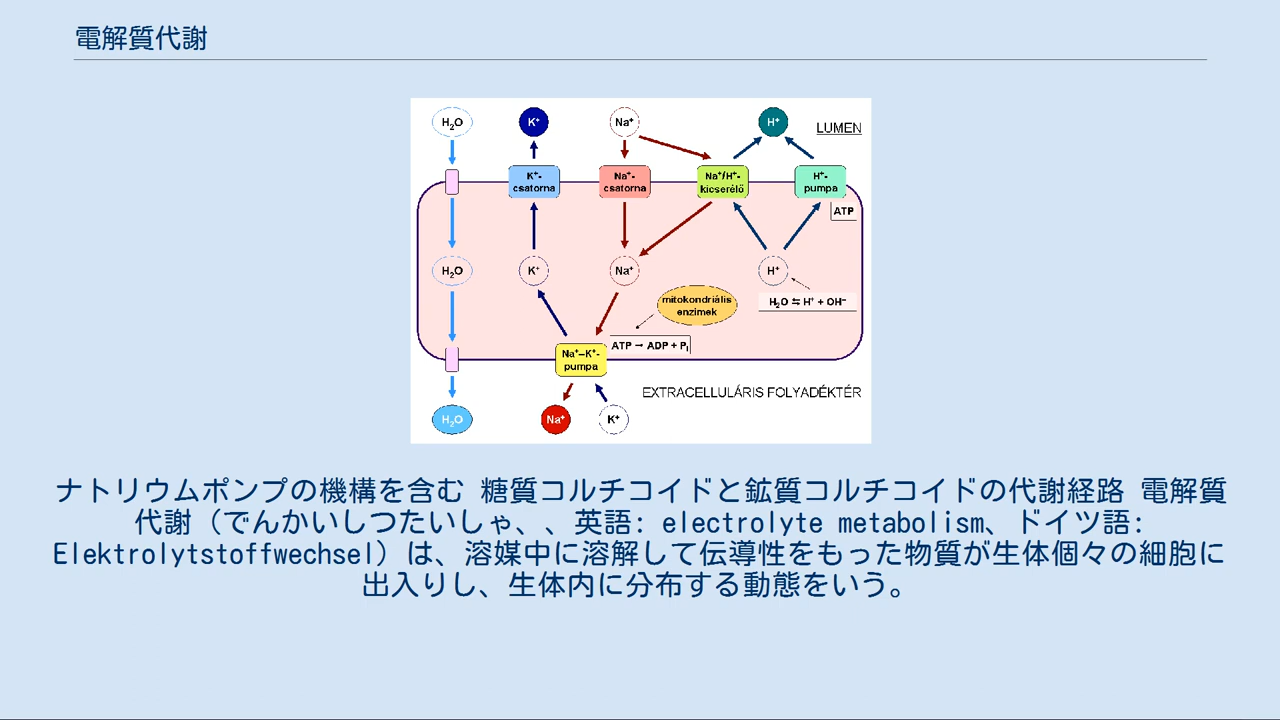 電解質代謝
H₂O K⁺ Na⁺ H⁺ LUMEN
K⁺-csatorna Na⁺-csatorna Na⁺/H⁺-kicserélő H⁺-pumpa
ATP
H₂O K⁺ Na⁺ H⁺
mitokondriális enzimek
H₂O ⇆ H⁺ + OH⁻
Na⁺–K⁺-pumpa ATP → ADP + Pᵢ
EXTRACELLULÁRIS FOLYADÉKTÉR
H₂O Na⁺ K⁺
ナトリウムポンプの機構を含む 糖質コルチコイドと鉱質コルチコイドの代謝経路 電解質
代謝（でんかいしつたいしゃ、、英語: electrolyte metabolism、ドイツ語:
Elektrolytstoffwechsel）は、溶媒中に溶解して伝導性をもった物質が生体個々の細胞に
出入りし、生体内に分布する動態をいう。